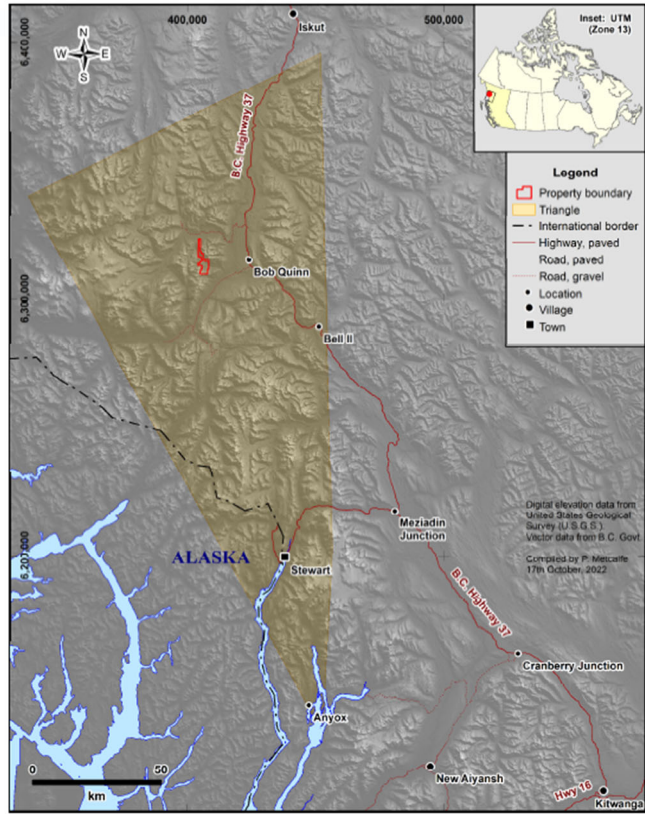 400,000
500,000
6,400,000
6,300,000
6,200,000
Iskut
N
W E
S
B.C. Highway 37
Inset: UTM
(Zone 13)
Legend
Property boundary
Triangle
International border
Highway, paved
Road, paved
Road, gravel
Location
Village
Town
Bob Quinn
Bell II
Meziadin
Junction
Digital elevation data from
United States Geological
Survey (U.S.G.S.)
Vector data from B.C. Govt.
Compiled by P. Metcalfe
17th October, 2022
ALASKA
Stewart
B.C. Highway 37
Cranberry Junction
Anyox
New Aiyansh
Hwy 16
Kitwanga
0 50
km